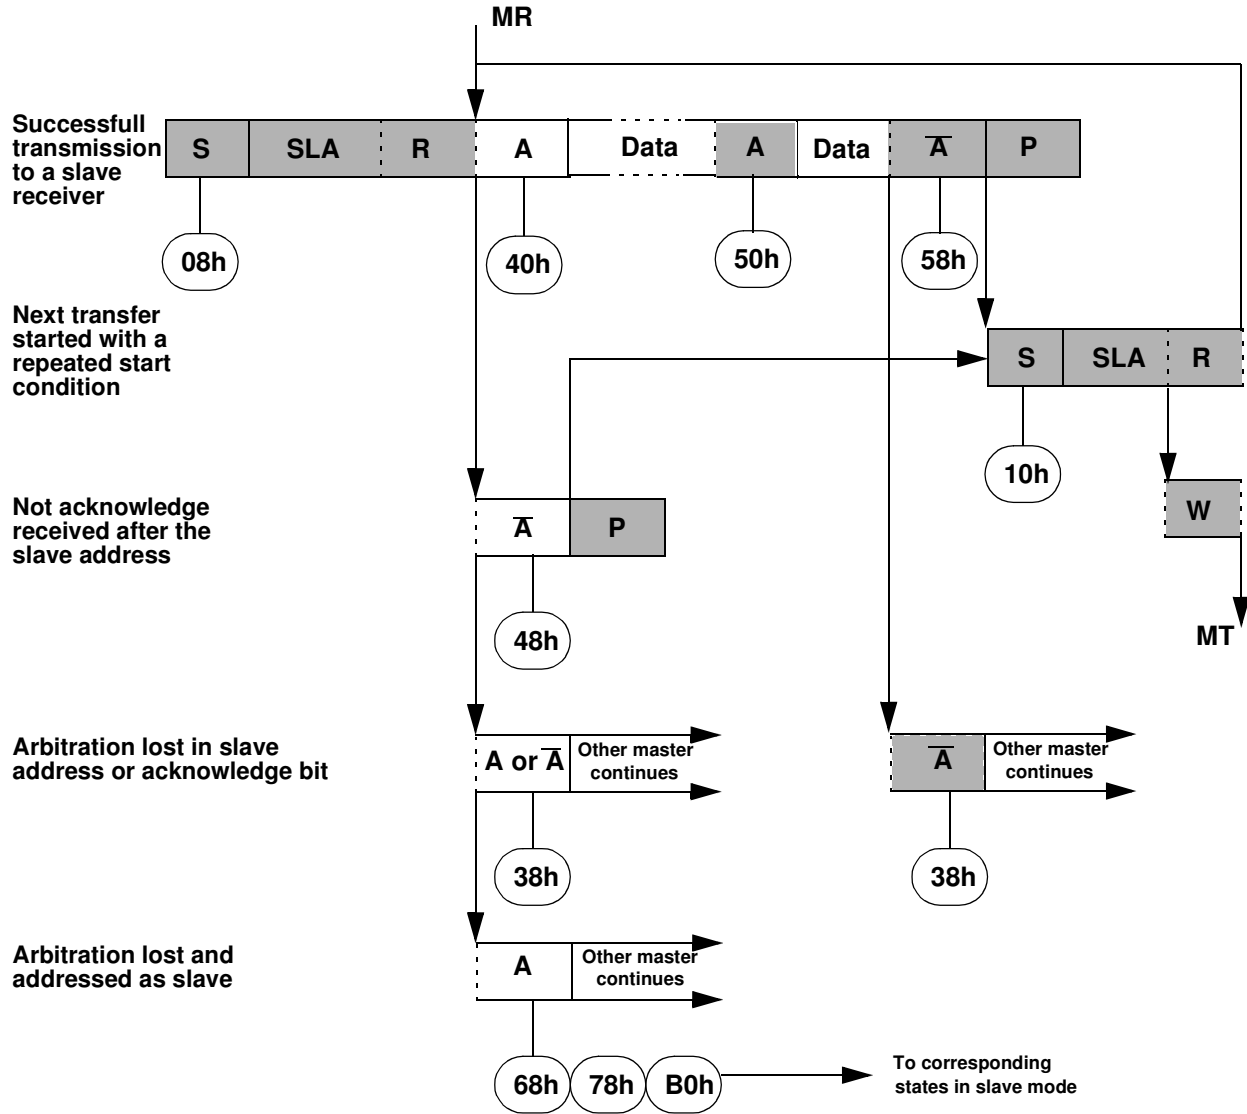 MR
Successfull
transmission
to a slave
receiver
S SLA R A Data A Data A̅ P
08h 40h 50h 58h
Next transfer
started with a
repeated start
condition
S SLA R
10h
Not acknowledge
received after the
slave address
A̅ P
W
48h
MT
Arbitration lost in slave
address or acknowledge bit
A or A̅
Other master
continues
A̅
Other master
continues
38h 38h
Arbitration lost and
addressed as slave
A
Other master
continues
68h 78h B0h
To corresponding
states in slave mode